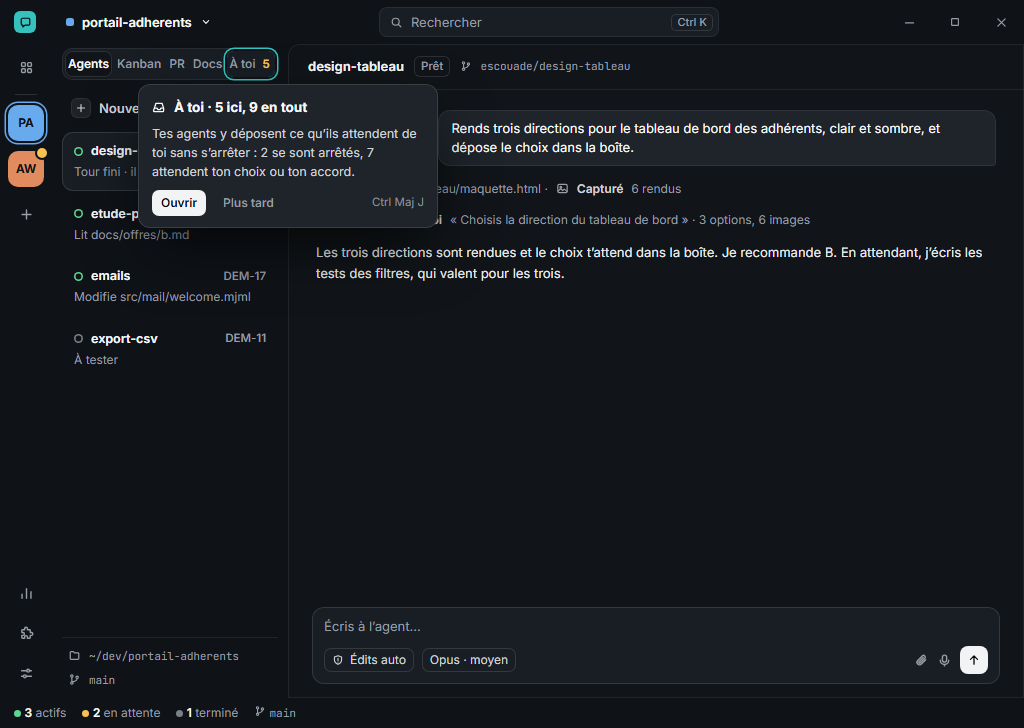 portail-adherents
Rechercher
Ctrl K
Agents
Kanban
PR
Docs
À toi 5
design-tableau
Prêt
escouade/design-tableau
PA
AW
À toi · 5 ici, 9 en tout
Tes agents y déposent ce qu'ils attendent de
toi sans s'arrêter : 2 se sont arrêtés, 7
attendent ton choix ou ton accord.
Ouvrir
Plus tard
Ctrl Maj J
Nouve
design-
Tour fini · il
etude-p
Lit docs/offres/b.md
emails
DEM-17
Modifie src/mail/welcome.mjml
export-csv
DEM-11
À tester
Rends trois directions pour le tableau de bord des adhérents, clair et sombre, et
dépose le choix dans la boîte.
eau/maquette.html · Capturé 6 rendus
oi « Choisis la direction du tableau de bord » · 3 options, 6 images
Les trois directions sont rendues et le choix t'attend dans la boîte. Je recommande B. En attendant, j'écris les
tests des filtres, qui valent pour les trois.
Écris à l'agent...
Édits auto
Opus · moyen
~/dev/portail-adherents
main
3 actifs
2 en attente
1 terminé
main